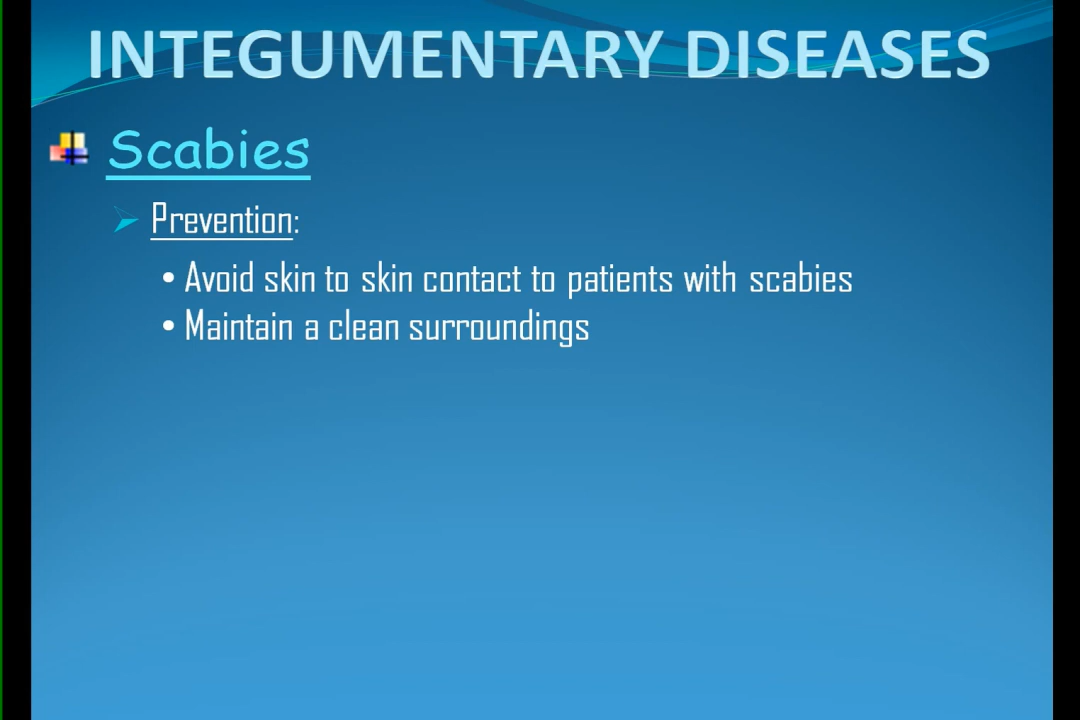 INTEGUMENTARY DISEASES
Scabies
Prevention:
• Avoid skin to skin contact to patients with scabies
• Maintain a clean surroundings